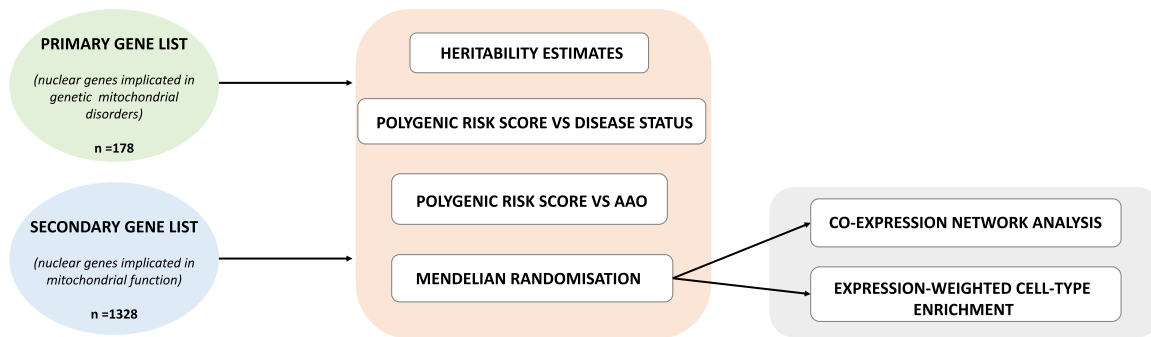 PRIMARY GENE LIST
(nuclear genes implicated in
genetic mitochondrial
disorders)
n =178
SECONDARY GENE LIST
(nuclear genes implicated in
mitochondrial function)
n =1328
HERITABILITY ESTIMATES
POLYGENIC RISK SCORE VS DISEASE STATUS
POLYGENIC RISK SCORE VS AAO
MENDELIAN RANDOMISATION
CO-EXPRESSION NETWORK ANALYSIS
EXPRESSION-WEIGHTED CELL-TYPE
ENRICHMENT